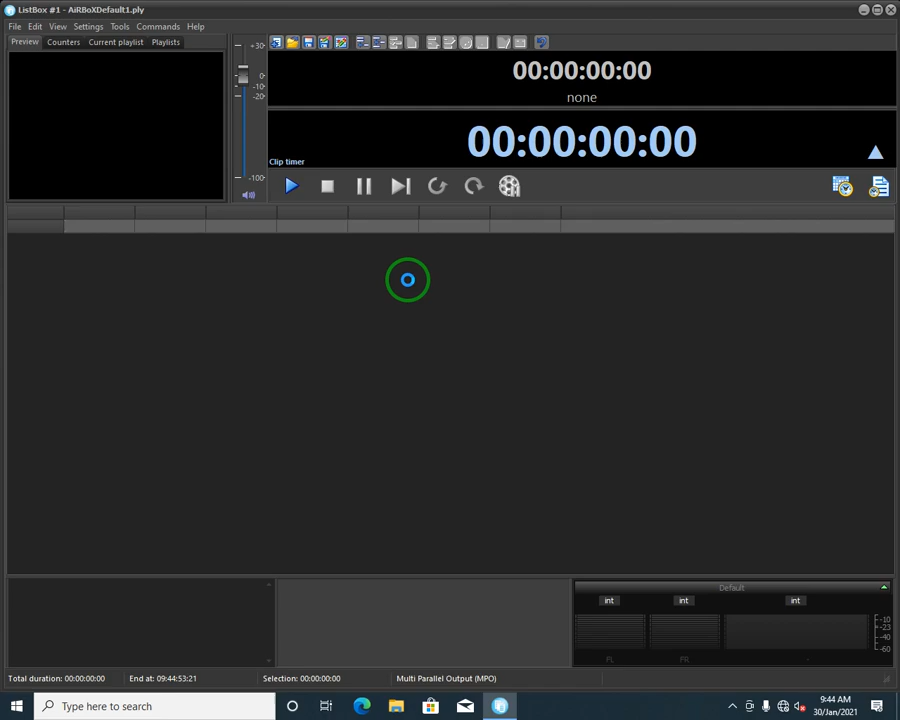 ListBox #1 - AiRBoXDefault1.ply
File Edit View Settings Tools Commands Help
Preview Counters Current playlist Playlists
+30
0
-10
-20
-100
00:00:00:00
none
00:00:00:00
Clip timer
Default
int int int
-10
-23
-40
-60
FL FR -
Total duration: 00:00:00:00 End at: 09:44:53:21 Selection: 00:00:00:00 Multi Parallel Output (MPO)
Type here to search
9:44 AM
30/Jan/2021